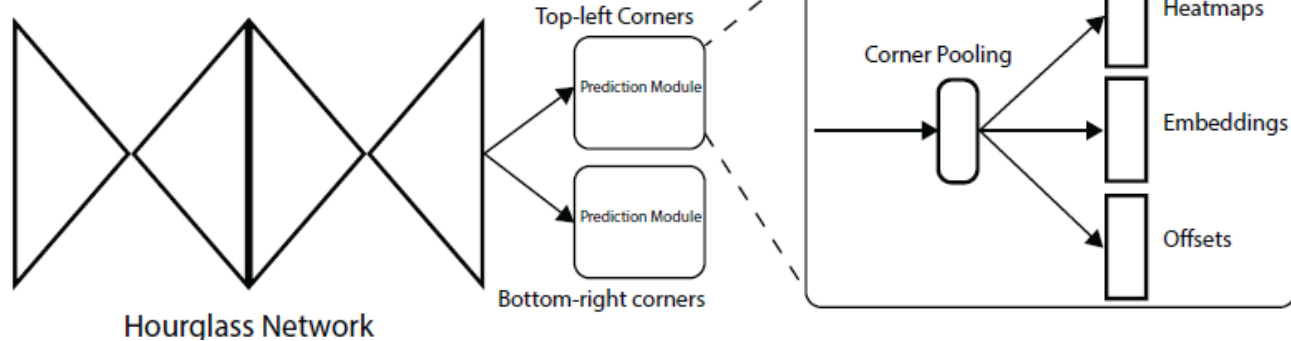 Top-left Corners
Heatmaps
Corner Pooling
Prediction Module
Embeddings
Prediction Module
Offsets
Bottom-right corners
Hourglass Network